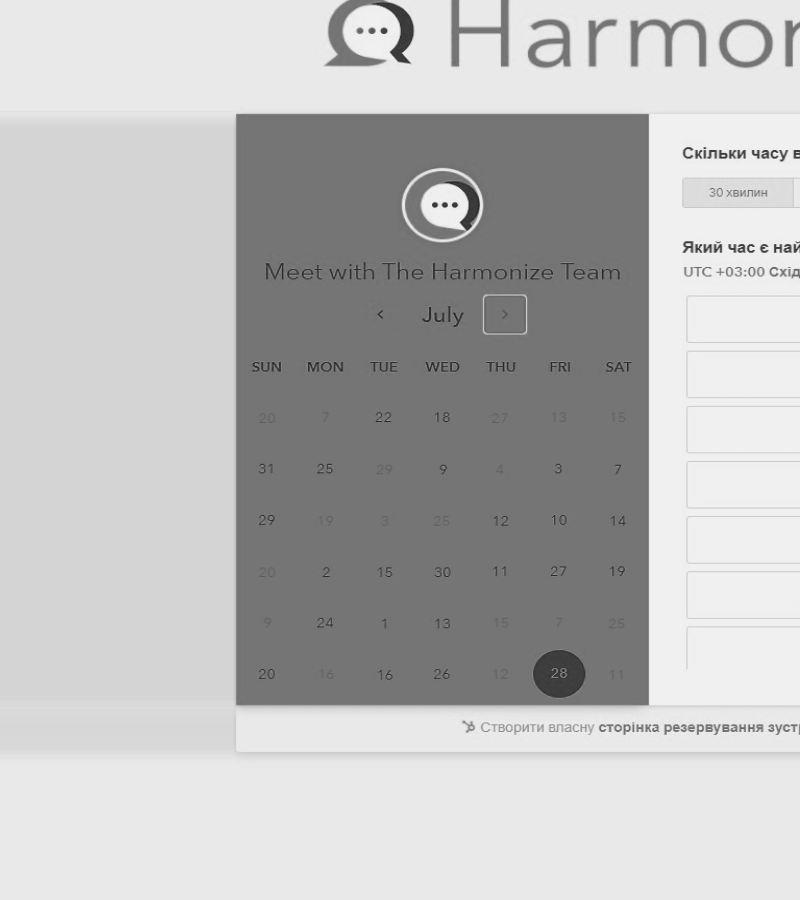 Harmon
Скільки часу в
30 хвилин
Який час є най
UTC +03:00 Схід
Meet with The Harmonize Team
July
SUN MON TUE WED THU FRI SAT
20 7 22 18 27 13 15
31 25 29 9 4 3 7
29 19 3 25 12 10 14
20 2 15 30 11 27 19
9 24 1 13 15 7 25
20 16 16 26 12 28 11
Створити власну сторінка резервування зустр